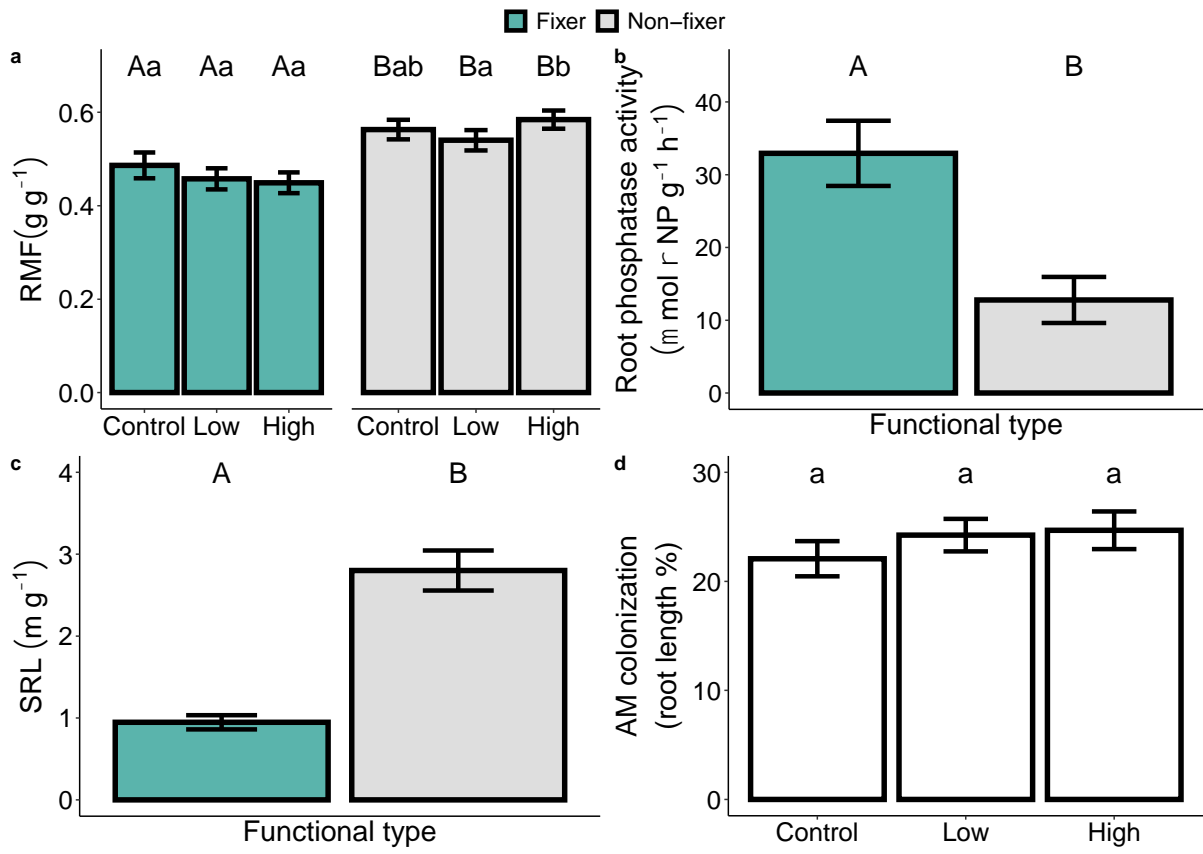 Fixer Non−fixer
a
Aa Aa Aa Bab Ba Bb
RMF(g g⁻¹)
0.6
0.4
0.2
0.0
Control Low High Control Low High
b
A B
Root phosphatase activity
(m mol r NP g⁻¹ h⁻¹)
40
30
20
10
0
Functional type
c
A B
SRL (m g⁻¹)
4
3
2
1
0
Functional type
d
a a a
AM colonization
(root length %)
30
20
10
0
Control Low High